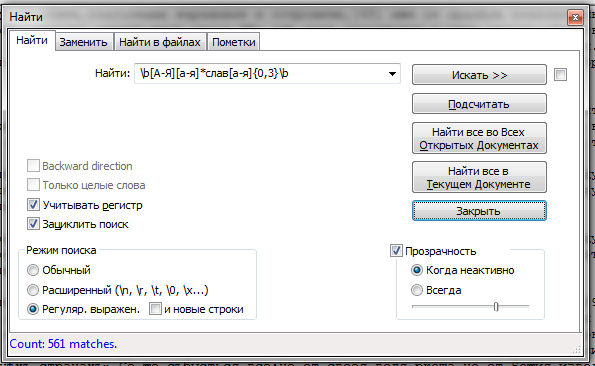 Найти
Найти Заменить Найти в файлах Пометки
Найти: \b[А-Я][а-я]*слав[а-я]{0,3}\b
Искать >>
Подсчитать
Найти все во Всех
Открытых Документах
Найти все в
Текущем Документе
Закрыть
Backward direction
Только целые слова
Учитывать регистр
Зациклить поиск
Режим поиска
Обычный
Расширенный (\n, \r, \t, \0, \x...)
Регуляр. выражен. и новые строки
Прозрачность
Когда неактивно
Всегда
Count: 561 matches.